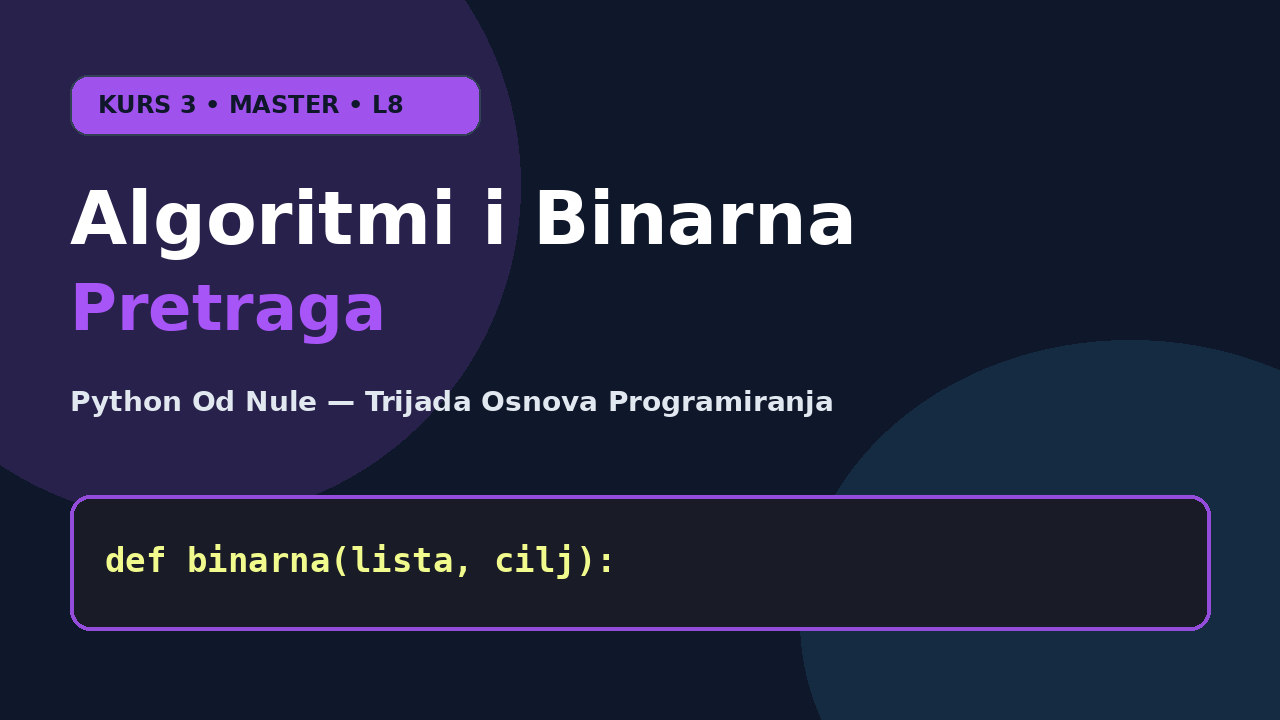 KURS 3 • MASTER • L8
Algoritmi i Binarna
Pretraga
Python Od Nule — Trijada Osnova Programiranja
def binarna(lista, cilj):